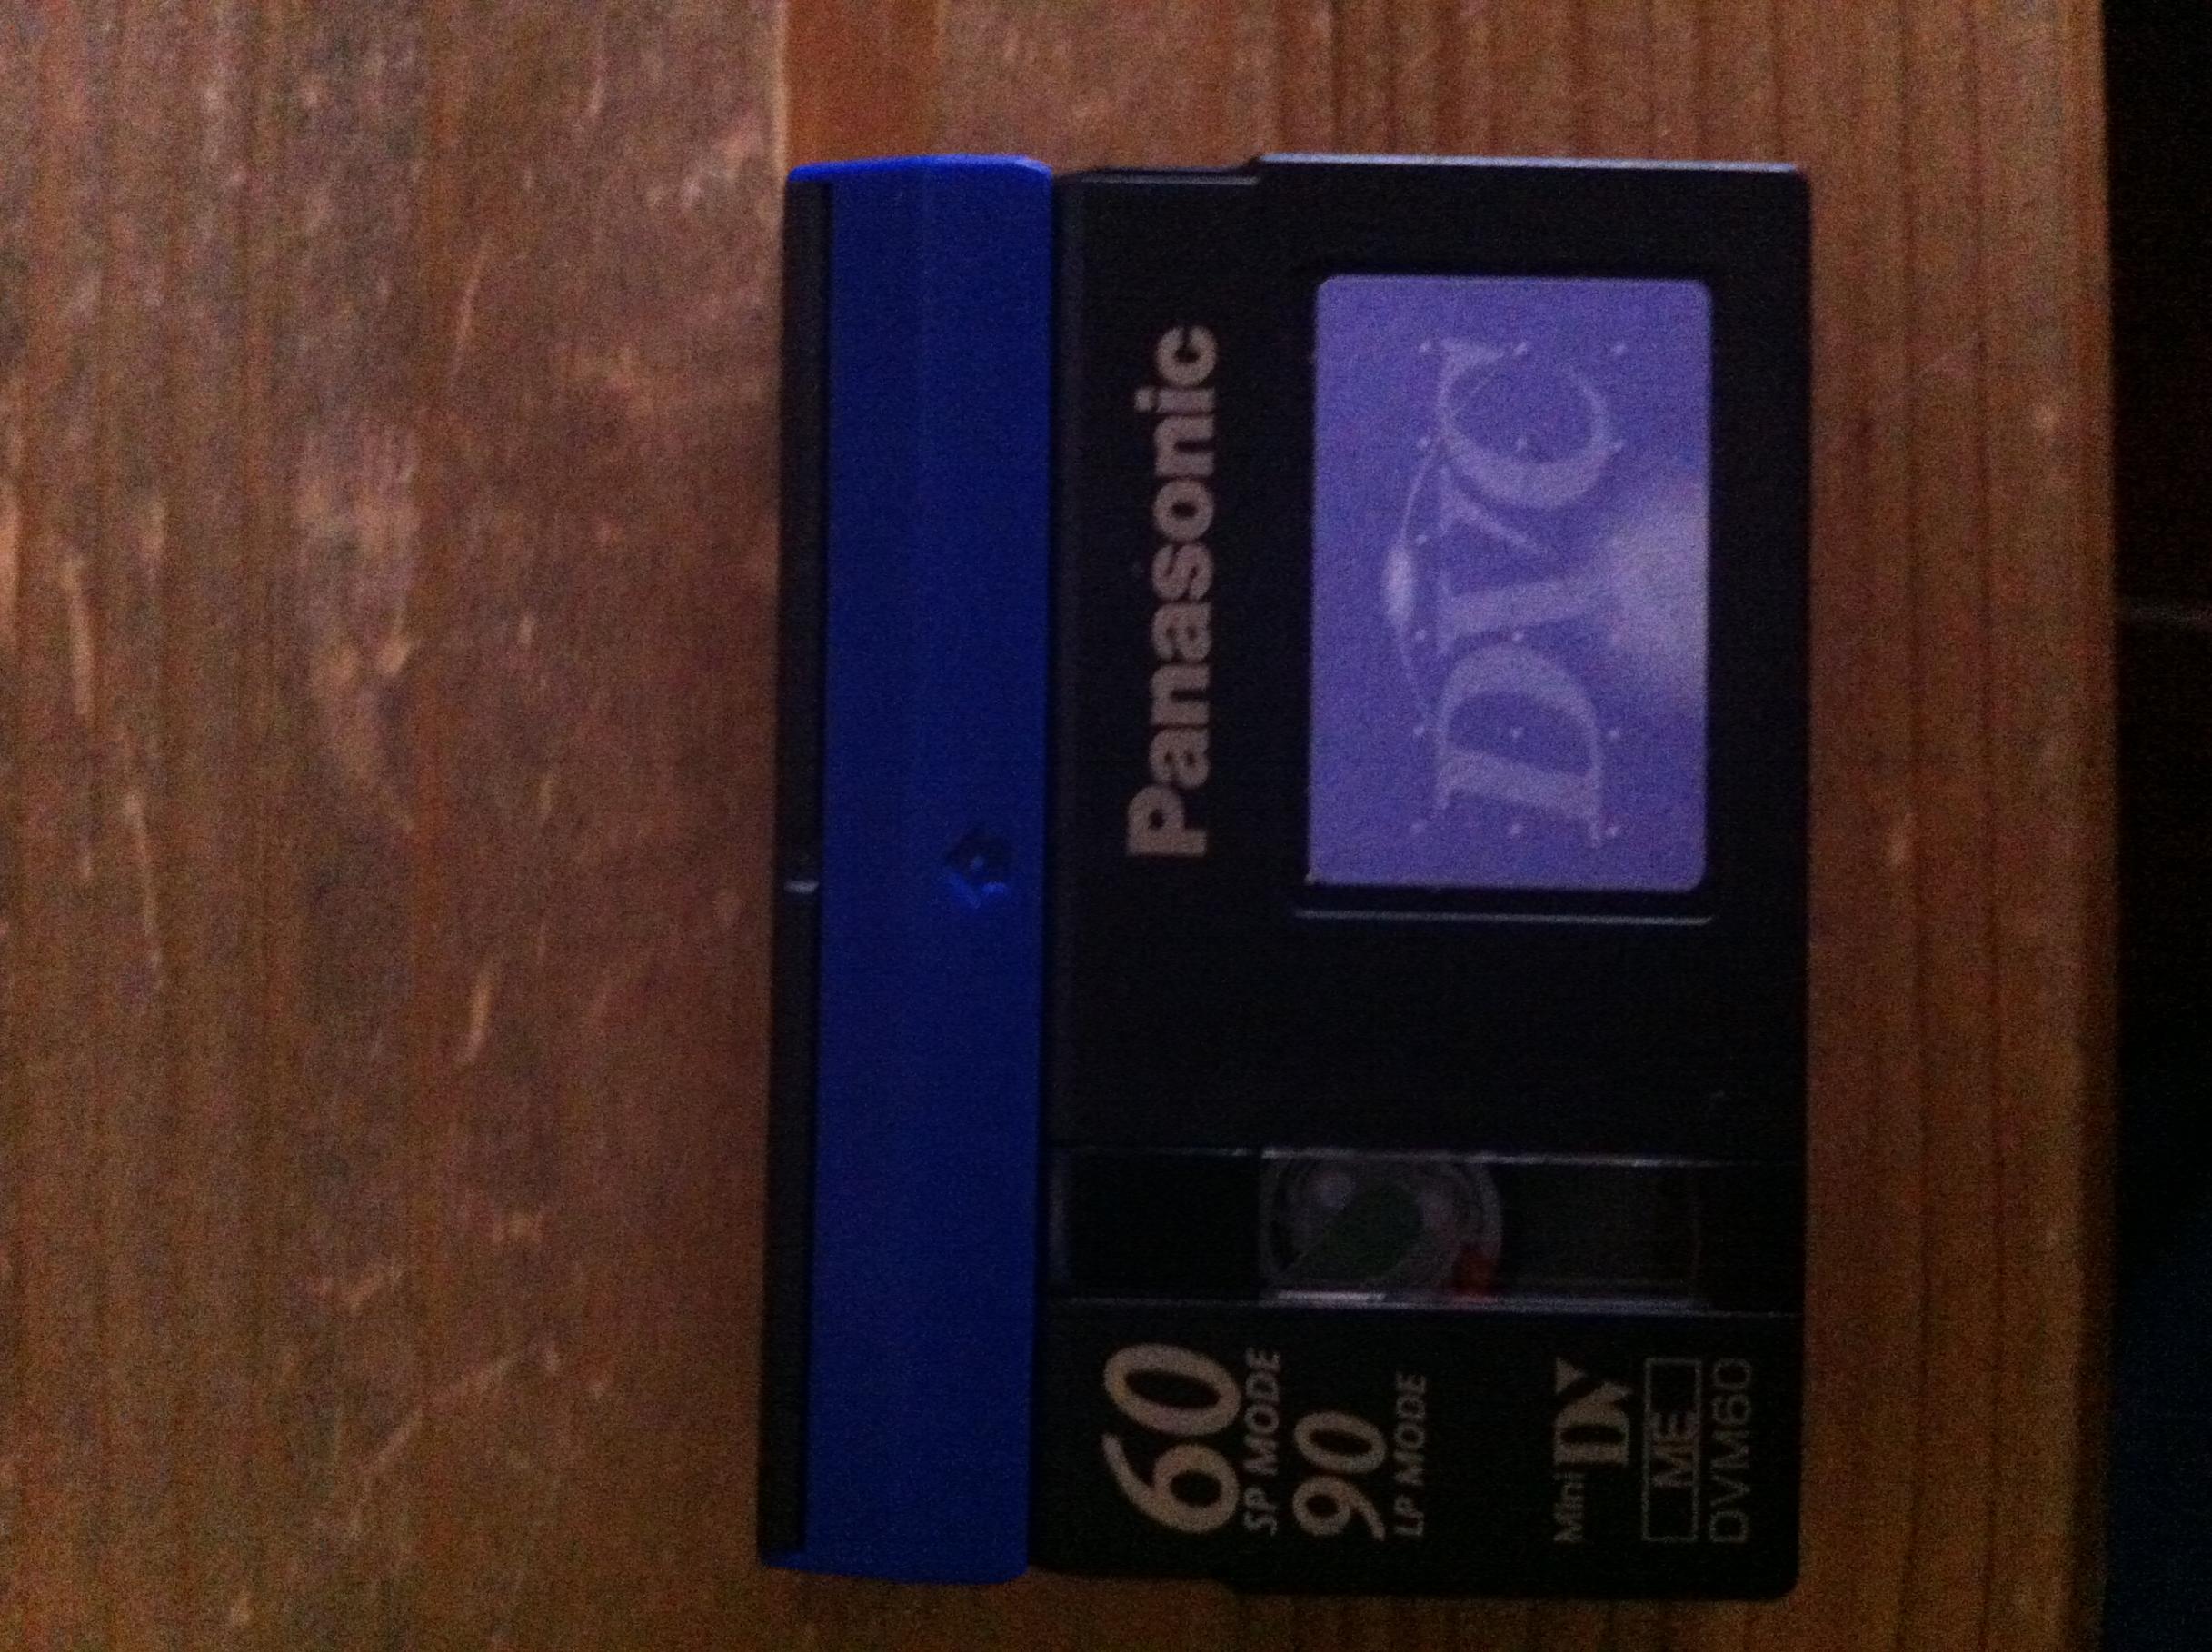 Panasonic
DVC
60
SP MODE
90
LP MODE
Mini DV
ME
DVM60